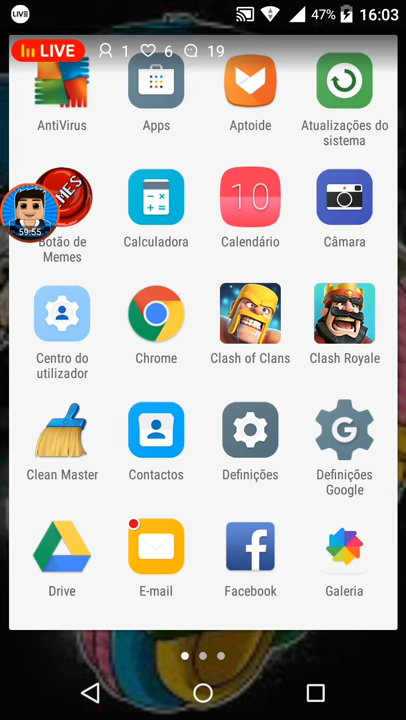 LIVE
47% 16:03
LIVE 1 6 19
AntiVirus Apps Aptoide Atualizações do
sistema
MES
59:55
10
Botão de
Memes
Calculadora Calendário Câmara
Centro do
utilizador
Chrome Clash of Clans Clash Royale
Clean Master Contactos Definições Definições
Google
G
Drive E-mail Facebook Galeria
f